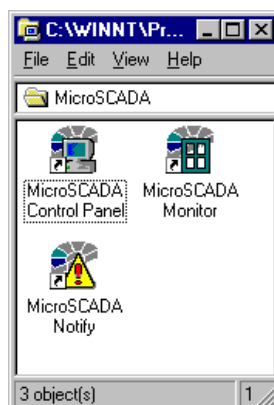 C:\WINNT\Pr...
File Edit View Help
MicroSCADA
MicroSCADA
Control Panel
MicroSCADA
Monitor
MicroSCADA
Notify
3 object(s) 1